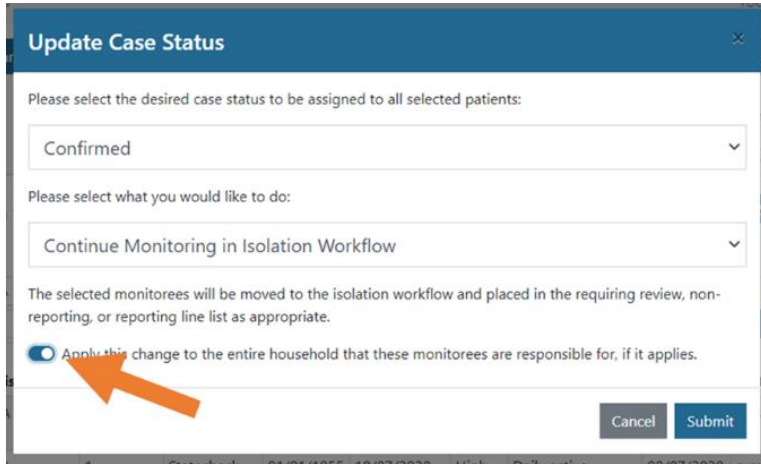 Update Case Status
×
Please select the desired case status to be assigned to all selected patients:
Confirmed
Please select what you would like to do:
Continue Monitoring in Isolation Workflow
The selected monitorees will be moved to the isolation workflow and placed in the requiring review, non-
reporting, or reporting line list as appropriate.
Apply this change to the entire household that these monitorees are responsible for, if it applies.
Cancel Submit